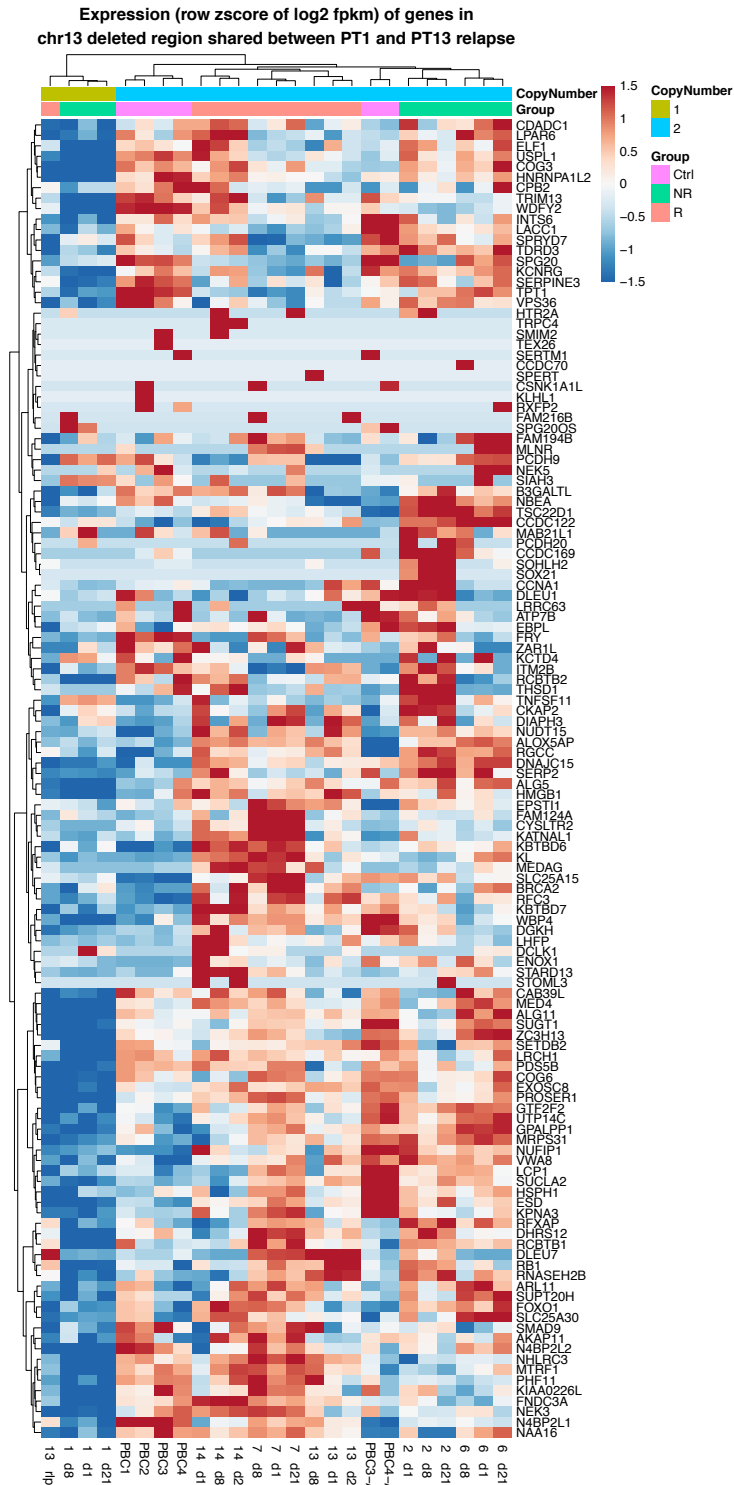 Expression (row zscore of log2 fpkm) of genes in
chr13 deleted region shared between PT1 and PT13 relapse
CopyNumber
Group
1.5
1
0.5
0
−0.5
−1
−1.5
CopyNumber
1
2
Group
Ctrl
NR
R
CDADC1
LPAR6
ELF1
USPL1
COG3
HNRNPA1L2
CPB2
TRIM13
WDFY2
INTS6
LACC1
SPRYD7
TDRD3
SPG20
KCNRG
SERPINE3
TPT1
VPS36
HTR2A
TRPC4
SMIM2
TEX26
SERTM1
CCDC70
SPERT
CSNK1A1L
KLHL1
RXFP2
FAM216B
SPG20OS
FAM194B
MLNR
PCDH9
NEK5
SIAH3
B3GALTL
NBEA
TSC22D1
CCDC122
MAB21L1
PCDH20
CCDC169
SOHLH2
SOX21
CCNA1
DLEU1
LRRC63
ATP7B
EBPL
FRY
ZAR1L
KCTD4
ITM2B
RCBTB2
THSD1
TNFSF11
CKAP2
DIAPH3
NUDT15
ALOX5AP
RGCC
DNAJC15
SERP2
ALG5
HMGB1
EPSTI1
FAM124A
CYSLTR2
KATNAL1
KBTBD6
KL
MEDAG
SLC25A15
BRCA2
RFC3
KBTBD7
WBP4
DGKH
LHFP
DCLK1
ENOX1
STARD13
STOML3
CAB39L
MED4
ALG11
SUGT1
ZC3H13
SETDB2
LRCH1
PDS5B
COG6
EXOSC8
PROSER1
GTF2F2
UTP14C
GPALPP1
MRPS31
NUFIP1
VWA8
LCP1
SUCLA2
HSPH1
ESD
KPNA3
RFXAP
DHRS12
RCBTB1
DLEU7
RB1
RNASEH2B
ARL11
SUPT20H
FOXO1
SLC25A30
SMAD9
AKAP11
N4BP2L2
NHLRC3
MTRF1
PHF11
KIAA0226L
FNDC3A
NEK3
N4BP2L1
NAA16
13 rlp
1 d8
1 d1
1 d21
PBC1
PBC2
PBC3
PBC4
14 d1
14 d8
14 d2
7 d8
7 d1
7 d21
13 d8
13 d1
13 d2
PBC3-
PBC4-
2 d1
2 d8
2 d21
6 d8
6 d1
6 d21